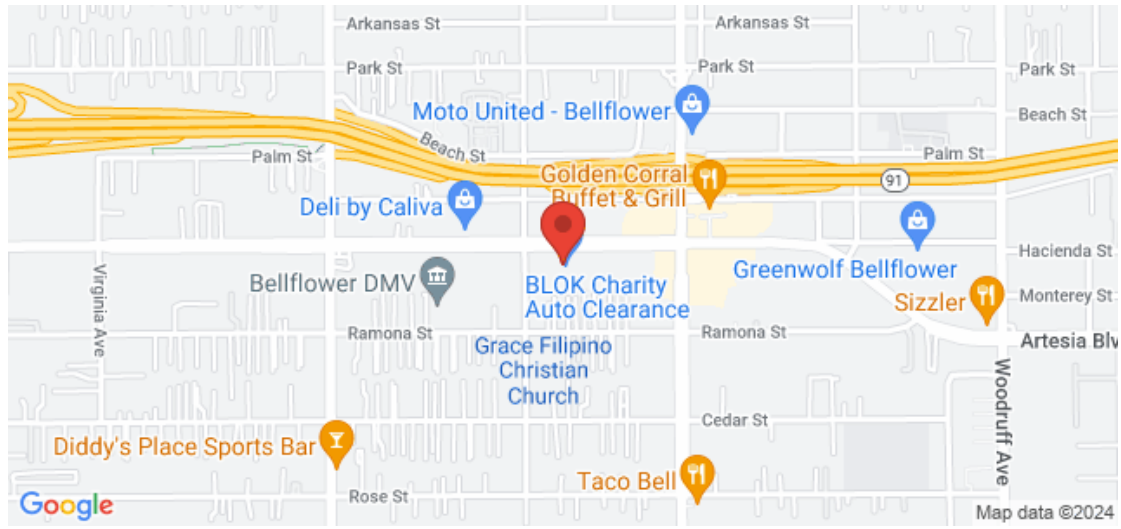 Arkansas St
Arkansas St
Park St
Park St
Park St
Moto United - Bellflower
Beach St
Beach St
Palm St
Palm St
Golden Corral
Buffet & Grill
91
Deli by Caliva
Hacienda St
Bellflower DMV
Greenwolf Bellflower
BLOK Charity
Auto Clearance
Sizzler
Monterey St
Virginia Ave
Ramona St
Ramona St
Artesia Blv
Grace Filipino
Christian
Church
Woodruff Ave
Cedar St
Diddy's Place Sports Bar
Taco Bell
Rose St
Google
Map data ©2024